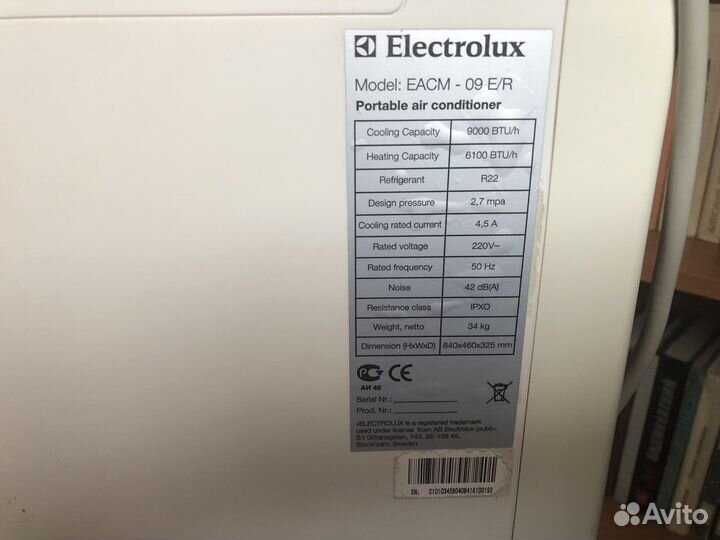 Electrolux
Model: EACM - 09 E/R
Portable air conditioner
Cooling Capacity 9000 BTU/h
Heating Capacity 6100 BTU/h
Refrigerant R22
Design pressure 2,7 mpa
Cooling rated current 4,5 A
Rated voltage 220V~
Rated frequency 50 Hz
Noise 42 dB(A)
Resistance class IPXO
Weight, netto 34 kg
Dimension (HxWxD) 840x460x325 mm
АИ 46
Serial Nr.:
Prod. Nr.:
«ELECTROLUX is a registered trademark
used under license from AB Electrolux (publ)»,
S:t Göransgatan, 143, SE-105 45,
Stockholm, Sweden
Avito